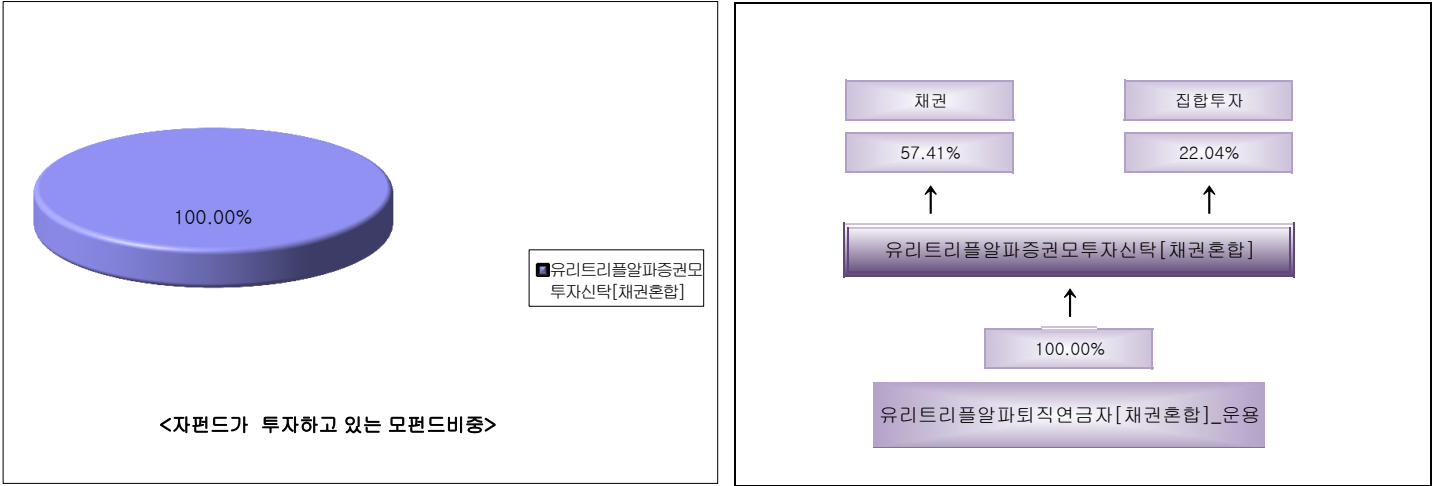 100.00%
유리트리플알파증권모
투자신탁[채권혼합]
<자펀드가 투자하고 있는 모펀드비중>
채권
집합투자
57.41%
22.04%
유리트리플알파증권모투자신탁[채권혼합]
100.00%
유리트리플알파퇴직연금자[채권혼합]_운용